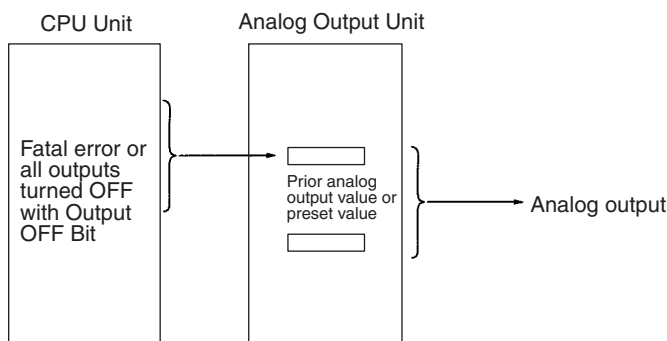 CPU Unit
Analog Output Unit
Fatal error or
all outputs
turned OFF
with Output
OFF Bit
Prior analog
output value or
preset value
Analog output